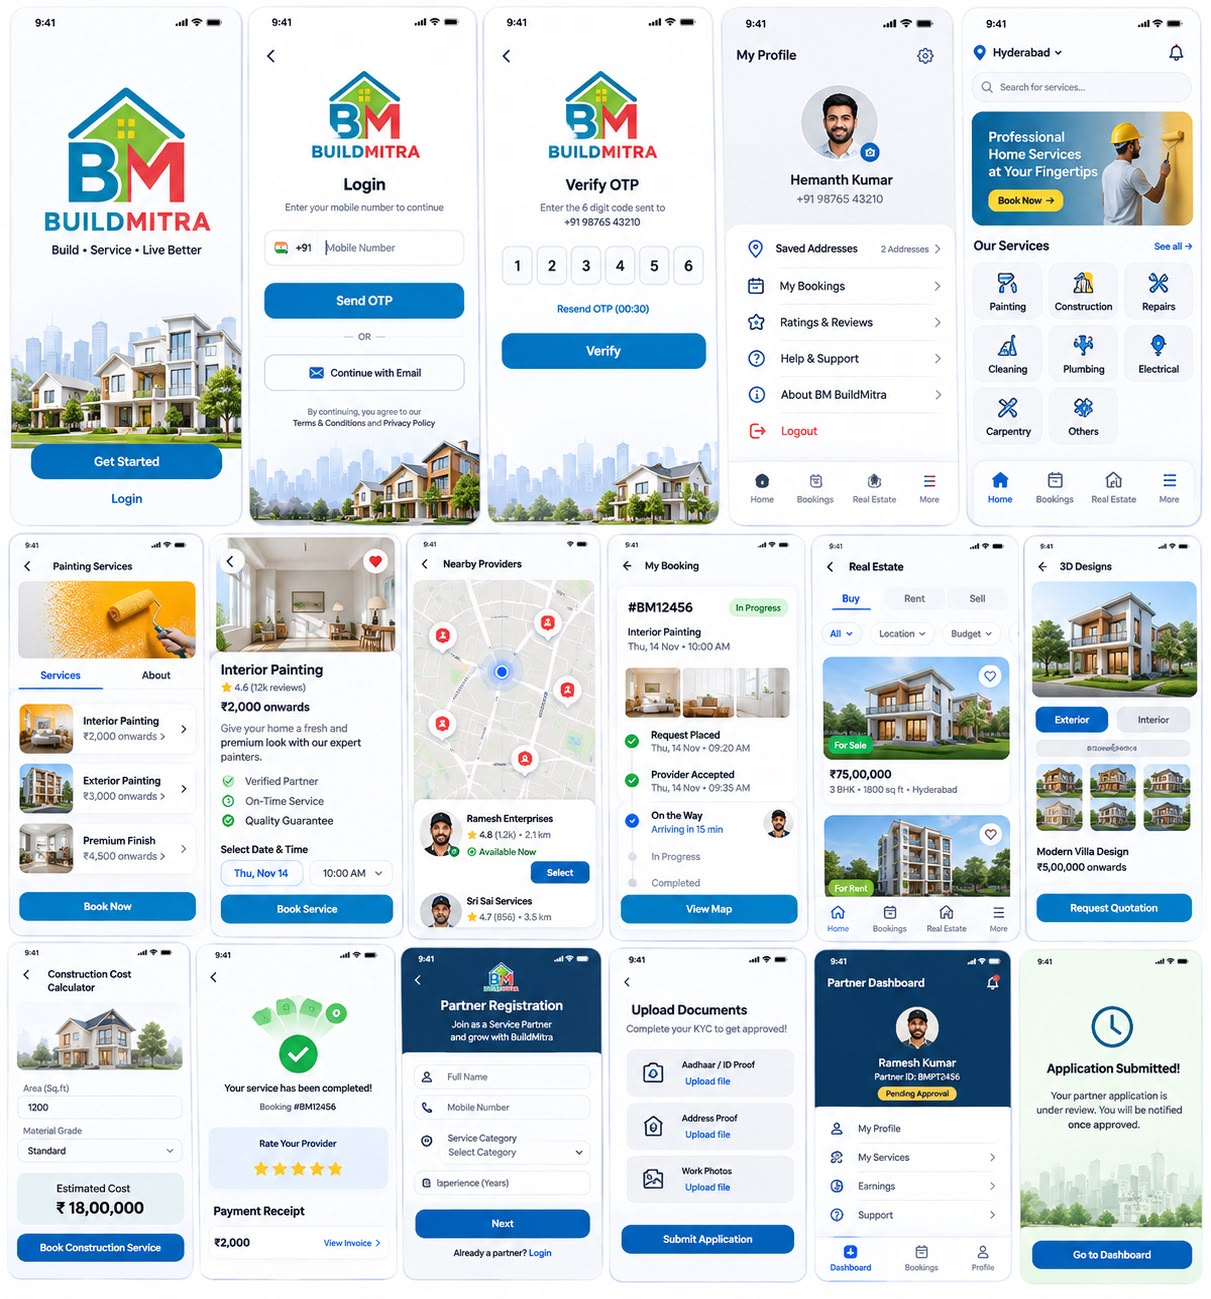 9:41
BM
BUILDMITRA
Build • Service • Live Better
Get Started
Login
9:41
BM
BUILDMITRA
Login
Enter your mobile number to continue
+91 Mobile Number
Send OTP
OR
Continue with Email
By continuing, you agree to our
Terms & Conditions and Privacy Policy
9:41
BM
BUILDMITRA
Verify OTP
Enter the 6 digit code sent to
+91 98765 43210
1 2 3 4 5 6
Resend OTP (00:30)
Verify
9:41
My Profile
Hemanth Kumar
+91 98765 43210
Saved Addresses 2 Addresses
My Bookings
Ratings & Reviews
Help & Support
About BM BuildMitra
Logout
Home Bookings Real Estate More
9:41
Hyderabad
Search for services...
Professional
Home Services
at Your Fingertips
Book Now →
Our Services See all →
Painting Construction Repairs
Cleaning Plumbing Electrical
Carpentry Others
Home Bookings Real Estate More
9:41
Painting Services
Services About
Interior Painting
₹2,000 onwards >
Exterior Painting
₹3,000 onwards >
Premium Finish
₹4,500 onwards >
Book Now
Interior Painting
4.6 (12k reviews)
₹2,000 onwards
Give your home a fresh and
premium look with our expert
painters.
Verified Partner
On-Time Service
Quality Guarantee
Select Date & Time
Thu, Nov 14 10:00 AM
Book Service
9:41
Nearby Providers
Ramesh Enterprises
4.8 (1.2k) • 2.1 km
Available Now
Select
Sri Sai Services
4.7 (856) • 3.5 km
9:41
My Booking
#BM12456 In Progress
Interior Painting
Thu, 14 Nov • 10:00 AM
Request Placed
Thu, 14 Nov • 09:20 AM
Provider Accepted
Thu, 14 Nov • 09:35 AM
On the Way
Arriving in 15 min
In Progress
Completed
View Map
9:41
Real Estate
Buy Rent Sell
All Location Budget
For Sale
₹75,00,000
3 BHK • 1800 sq ft • Hyderabad
For Rent
Home Bookings Real Estate More
9:41
3D Designs
Exterior Interior
Modern Villa Design
₹5,00,000 onwards
Request Quotation
9:41
Construction Cost
Calculator
Area (Sq.ft)
1200
Material Grade
Standard
Estimated Cost
₹ 18,00,000
Book Construction Service
9:41
Your service has been completed!
Booking #BM12456
Rate Your Provider
Payment Receipt
₹2,000 View Invoice >
9:41
BM
Partner Registration
Join as a Service Partner
and grow with BuildMitra
Full Name
Mobile Number
Service Category
Select Category
(Years)
Next
Already a partner? Login
9:41
Upload Documents
Complete your KYC to get approved!
Aadhaar / ID Proof
Upload file
Address Proof
Upload file
Work Photos
Upload file
Submit Application
9:41
Partner Dashboard
Ramesh Kumar
Partner ID: BMPT2456
Pending Approval
My Profile
My Services
Earnings
Support
Dashboard Bookings Profile
9:41
Application Submitted!
Your partner application is
under review. You will be notified
once approved.
Go to Dashboard